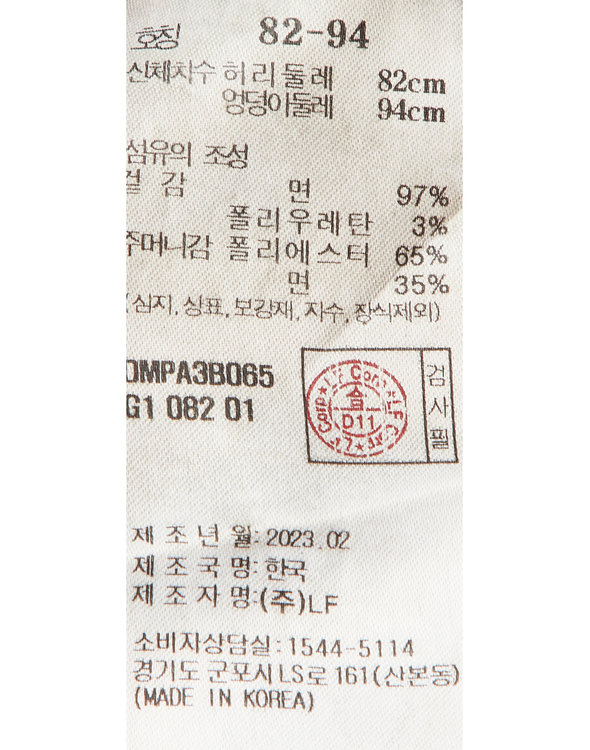 호칭 82-94
신체치수 허리둘레 82cm
엉덩이둘레 94cm
섬유의 조성
겉감 면 97%
폴리우레탄 3%
주머니감 폴리에스터 65%
면 35%
(심지, 상표, 보강재, 자수, 장식제외)
OMPA3B065
G1 082 01
LF Corp ★ LF Corp ★
D11
검사필
제조년월: 2023.02
제조국명: 한국
제조자명: (주)LF
소비자상담실: 1544-5114
경기도 군포시 LS로 161(산본동)
(MADE IN KOREA)